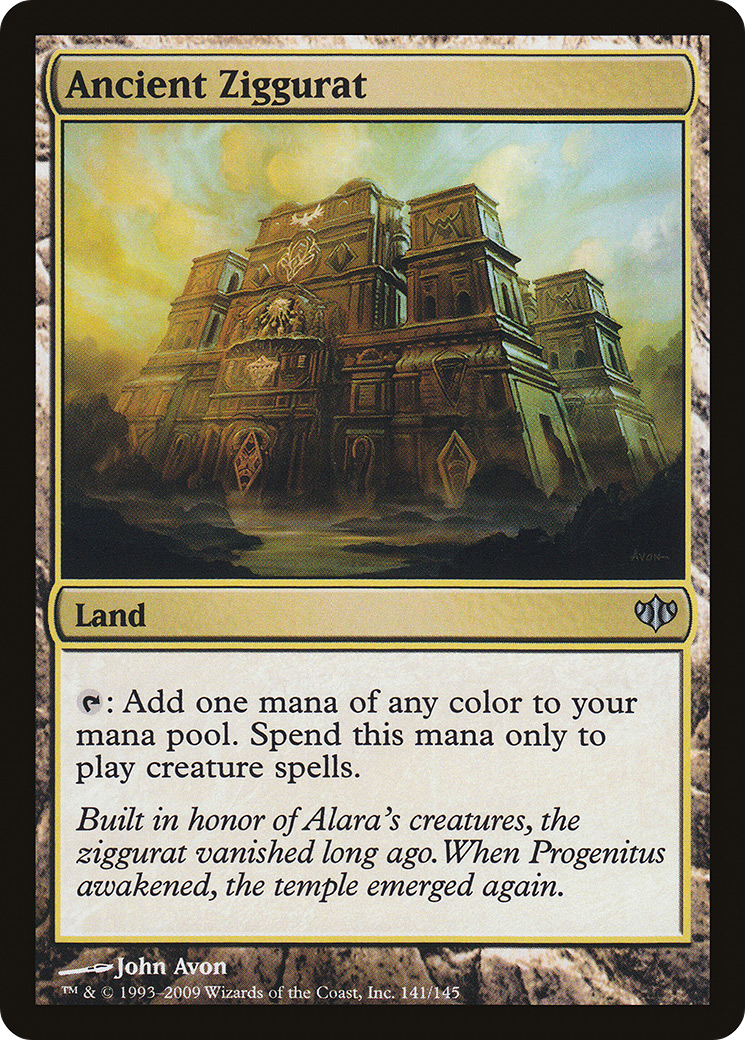 Ancient Ziggurat
AVON
Land
: Add one mana of any color to your
mana pool. Spend this mana only to
play creature spells.
Built in honor of Alara's creatures, the
ziggurat vanished long ago. When Progenitus
awakened, the temple emerged again.
John Avon
™ & © 1993–2009 Wizards of the Coast, Inc. 141/145